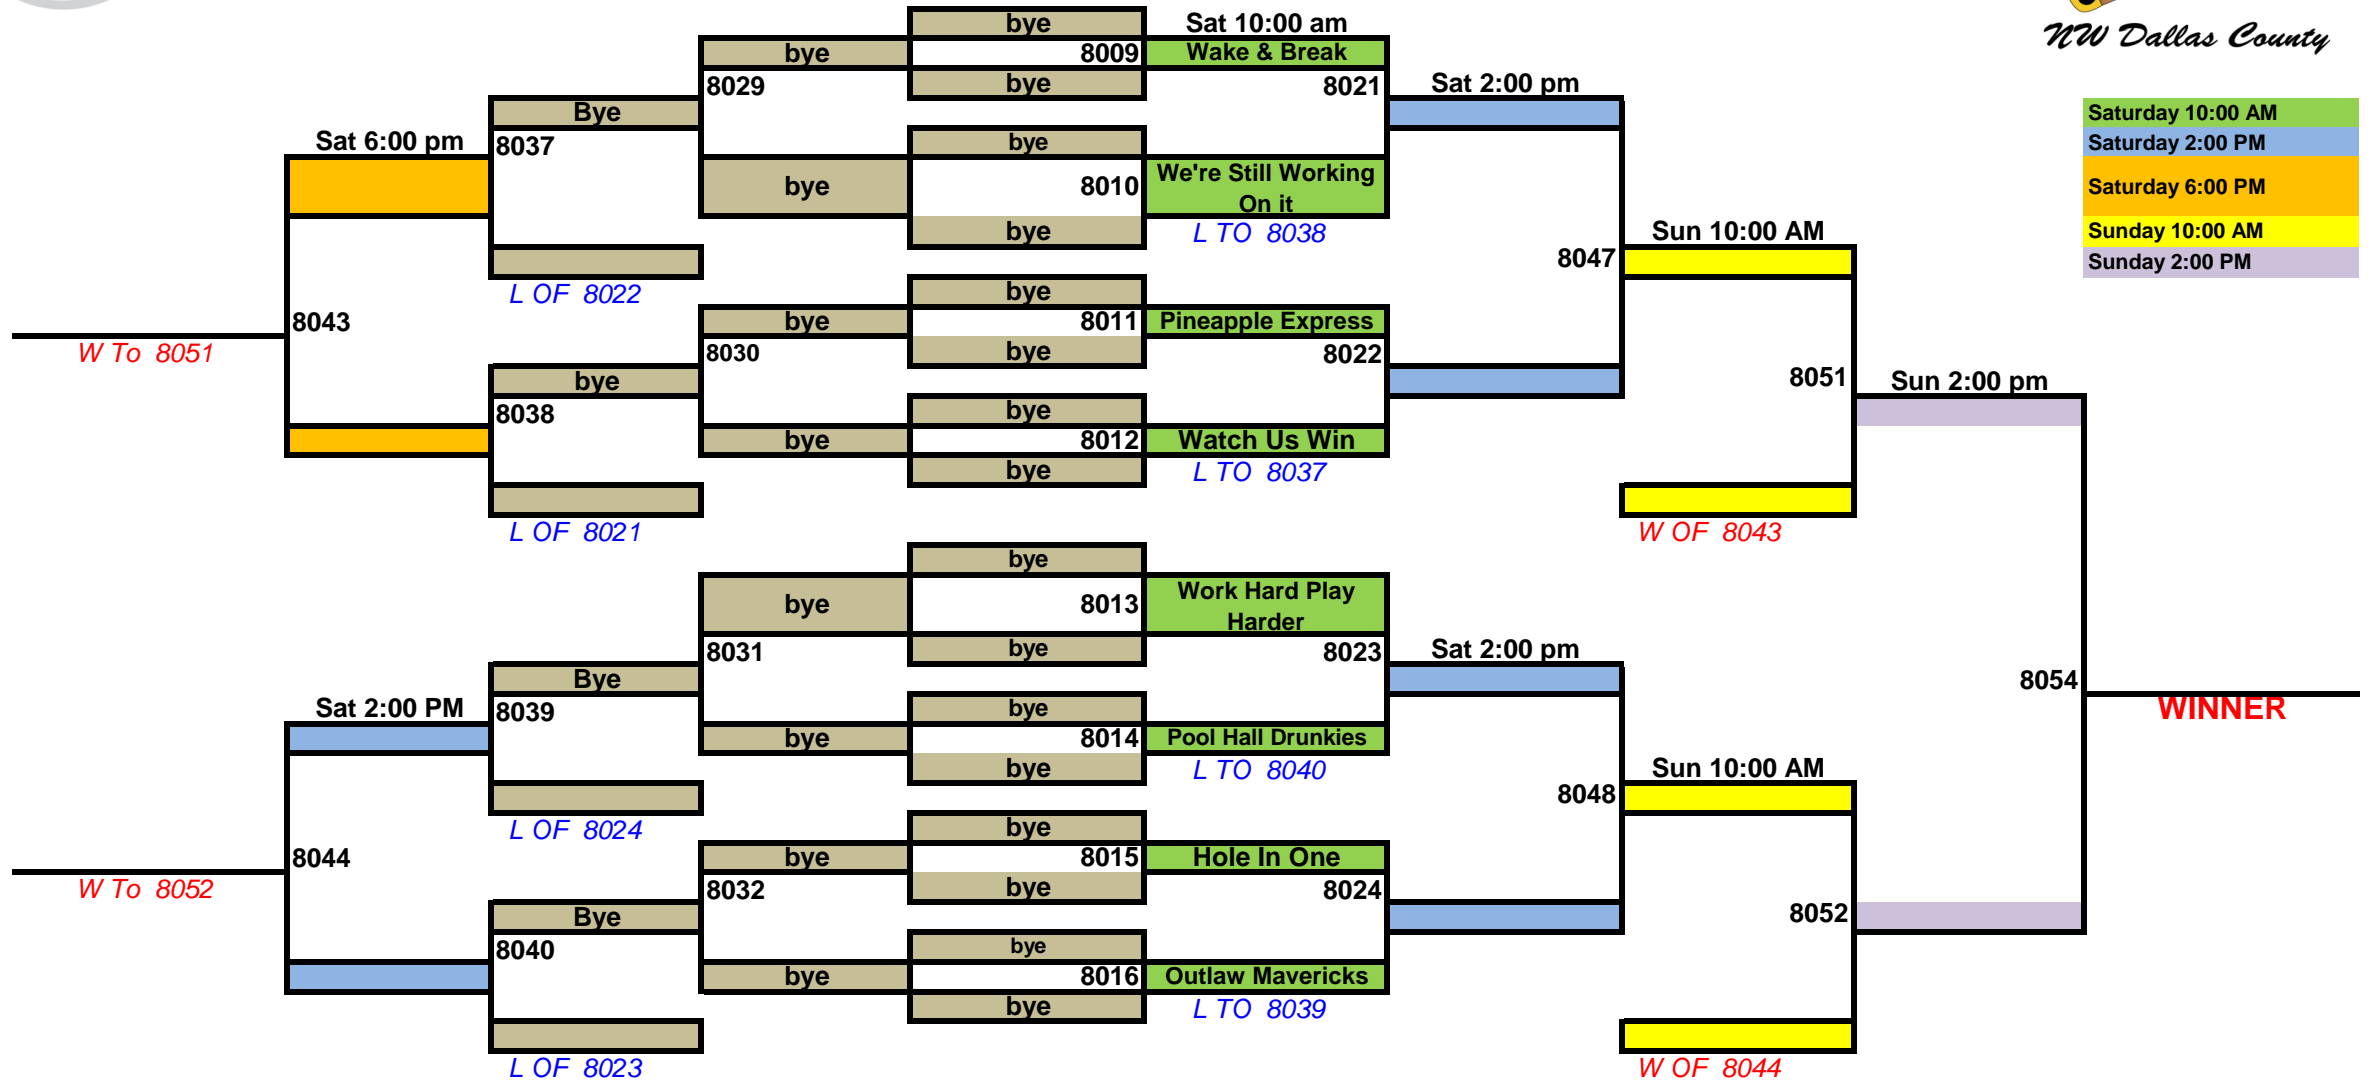 bye
Sat 10:00 am
NW Dallas County
bye
8009
Wake & Break
8029
bye
8021
Sat 2:00 pm
Bye
Saturday 10:00 AM
Sat 6:00 pm
8037
bye
Saturday 2:00 PM
bye
8010
We're Still Working
On it
Saturday 6:00 PM
bye
L TO 8038
Sun 10:00 AM
Sunday 10:00 AM
8047
Sunday 2:00 PM
L OF 8022
bye
8043
bye
8011
Pineapple Express
W To 8051
8030
bye
8022
bye
8051
Sun 2:00 pm
8038
bye
bye
8012
Watch Us Win
bye
L TO 8037
L OF 8021
W OF 8043
bye
bye
8013
Work Hard Play
Harder
8031
bye
8023
Sat 2:00 pm
Bye
8054
Sat 2:00 PM
8039
bye
WINNER
bye
8014
Pool Hall Drunkies
bye
L TO 8040
Sun 10:00 AM
8048
L OF 8024
bye
8044
bye
8015
Hole In One
W To 8052
8032
bye
8024
Bye
8052
8040
bye
bye
8016
Outlaw Mavericks
bye
L TO 8039
L OF 8023
W OF 8044